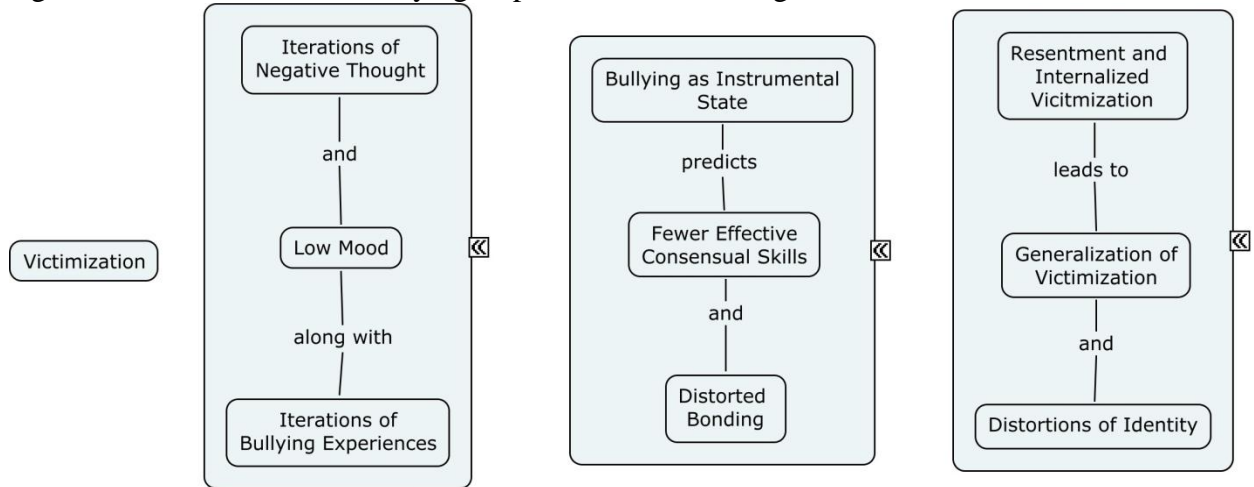 Victimization
Iterations of
Negative Thought
and
Low Mood
along with
Iterations of
Bullying Experiences
Bullying as Instrumental
State
predicts
Fewer Effective
Consensual Skills
and
Distorted
Bonding
Resentment and
Internalized
Vicitmization
leads to
Generalization of
Victimization
and
Distortions of Identity